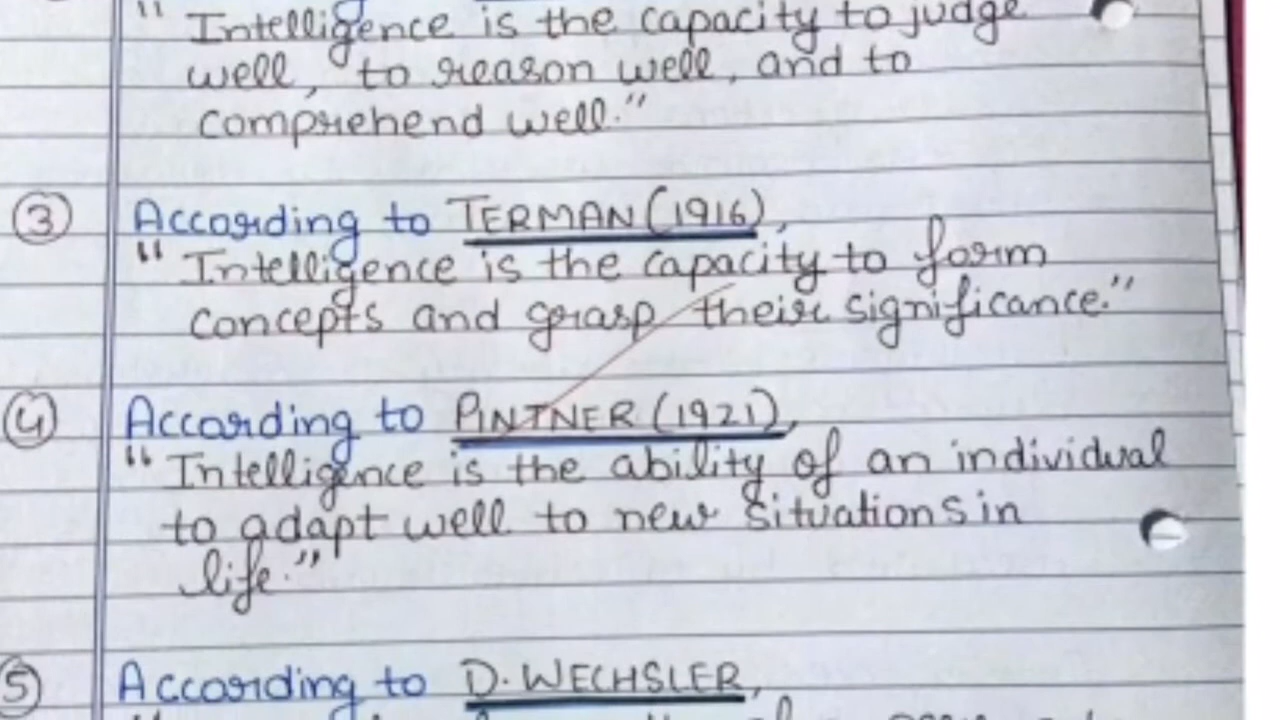 " Intelligence is the capacity to judge
well, to reason well, and to
comprehend well."
③ According to TERMAN (1916),
" Intelligence is the capacity to form
concepts and grasp their significance."
④ According to PINTNER (1921),
" Intelligence is the ability of an individual
to adapt well to new situations in
life."
⑤ According to D. WECHSLER,